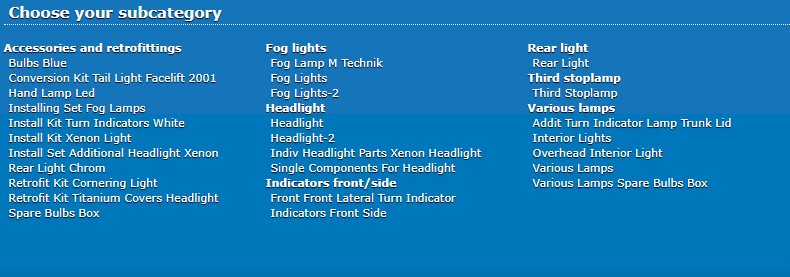 Choose your subcategory
Accessories and retrofittings
Bulbs Blue
Conversion Kit Tail Light Facelift 2001
Hand Lamp Led
Installing Set Fog Lamps
Install Kit Turn Indicators White
Install Kit Xenon Light
Install Set Additional Headlight Xenon
Rear Light Chrom
Retrofit Kit Cornering Light
Retrofit Kit Titanium Covers Headlight
Spare Bulbs Box
Fog lights
Fog Lamp M Technik
Fog Lights
Fog Lights-2
Headlight
Headlight
Headlight-2
Indiv Headlight Parts Xenon Headlight
Single Components For Headlight
Indicators front/side
Front Front Lateral Turn Indicator
Indicators Front Side
Rear light
Rear Light
Third stoplamp
Third Stoplamp
Various lamps
Addit Turn Indicator Lamp Trunk Lid
Interior Lights
Overhead Interior Light
Various Lamps
Various Lamps Spare Bulbs Box